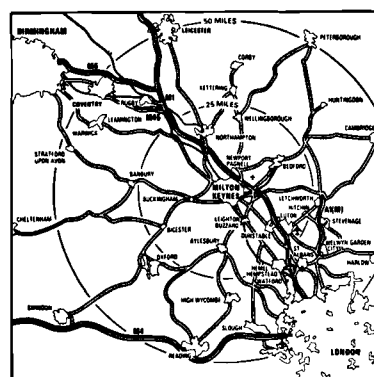 50 MILES
BIRMINGHAM
LEICESTER
PETERBOROUGH
CORBY
M6
KETTERING
COVENTRY
RUGBY
M1
25 MILES
HUNTINGDON
M45
WELLINGBOROUGH
LEAMINGTON
WARWICK
NORTHAMPTON
CAMBRIDGE
STRATFORD
UPON AVON
NEWPORT
PAGNELL
BEDFORD
BANBURY
MILTON
KEYNES
BUCKINGHAM
LETCHWORTH
HITCHIN
A1(M)
CHELTENHAM
LEIGHTON
BUZZARD
LUTON
STEVENAGE
BICESTER
DUNSTABLE
WELWYN GARDEN
CITY
AYLESBURY
ST
ALBANS
HARLOW
OXFORD
HEMEL
HEMPSTEAD
WATFORD
HIGH WYCOMBE
SWINDON
M4
SLOUGH
READING
LONDON